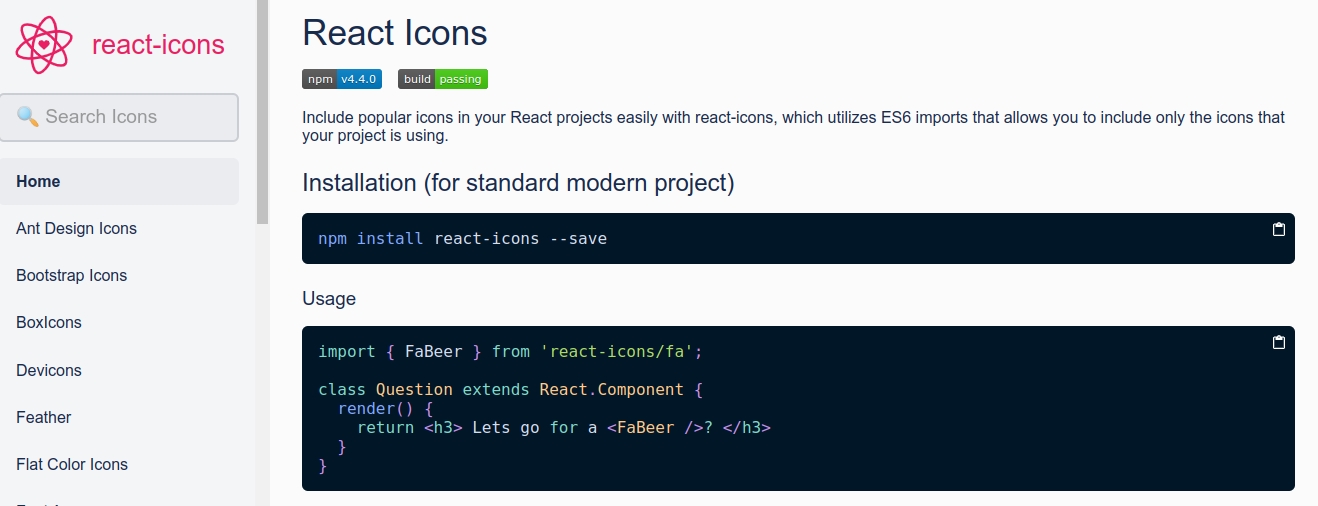 react-icons
Search Icons
Home
Ant Design Icons
Bootstrap Icons
BoxIcons
Devicons
Feather
Flat Color Icons
React Icons
npm v4.4.0 build passing
Include popular icons in your React projects easily with react-icons, which utilizes ES6 imports that allows you to include only the icons that
your project is using.
Installation (for standard modern project)
npm install react-icons --save
Usage
import { FaBeer } from 'react-icons/fa';
class Question extends React.Component {
render() {
return <h3> Lets go for a <FaBeer />? </h3>
}
}